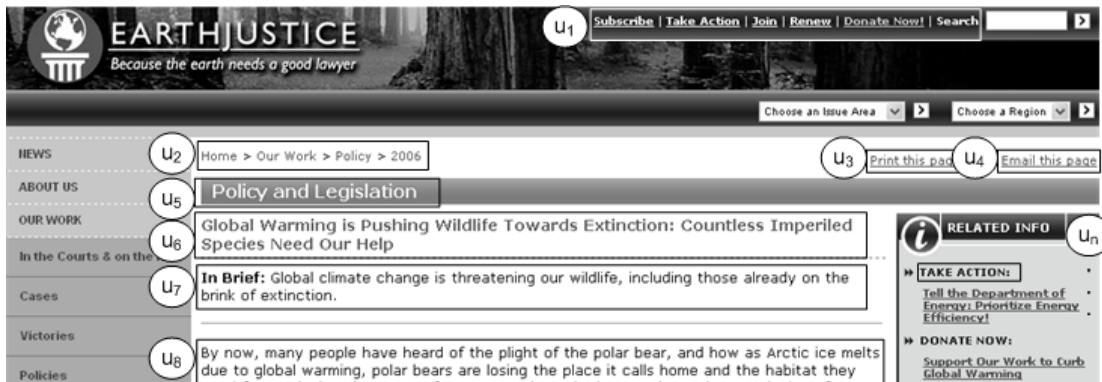 u1
Subscribe | Take Action | Join | Renew | Donate Now! | Search
EARTHJUSTICE
Because the earth needs a good lawyer
Choose an Issue Area
Choose a Region
NEWS
u2
Home > Our Work > Policy > 2006
u3
Print this pag
u4
Email this page
ABOUT US
u5
Policy and Legislation
OUR WORK
u6
Global Warming is Pushing Wildlife Towards Extinction: Countless Imperiled
Species Need Our Help
i
RELATED INFO
un
In the Courts & on the
u7
In Brief: Global climate change is threatening our wildlife, including those already on the
brink of extinction.
TAKE ACTION:
Cases
Tell the Department of
Energy: Prioritize Energy
Efficiency!
Victories
DONATE NOW:
u8
By now, many people have heard of the plight of the polar bear, and how as Arctic ice melts
due to global warming, polar bears are losing the place it calls home and the habitat they
Support Our Work to Curb
Global Warming
Policies